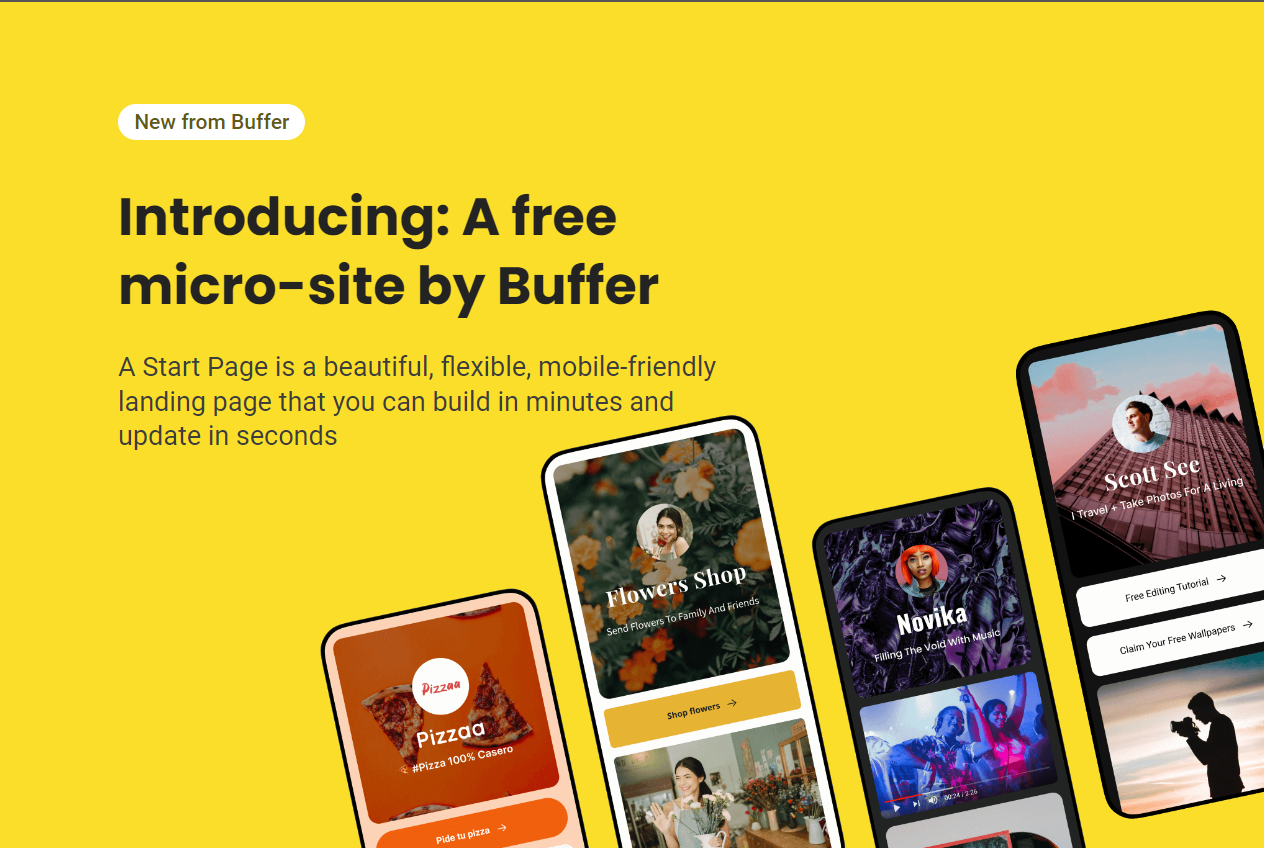 New from Buffer
Introducing: A free
micro-site by Buffer
A Start Page is a beautiful, flexible, mobile-friendly
landing page that you can build in minutes and
update in seconds
Scott See
I Travel + Take Photos For A Living
Free Editing Tutorial →
Claim Your Free Wallpapers →
Flowers Shop
Send Flowers To Family And Friends
Shop flowers →
Novika
Filling The Void With Music
00:24 / 2:26
Pizzaa
Pizzaa
#Pizza 100% Casero
Pide tu pizza →